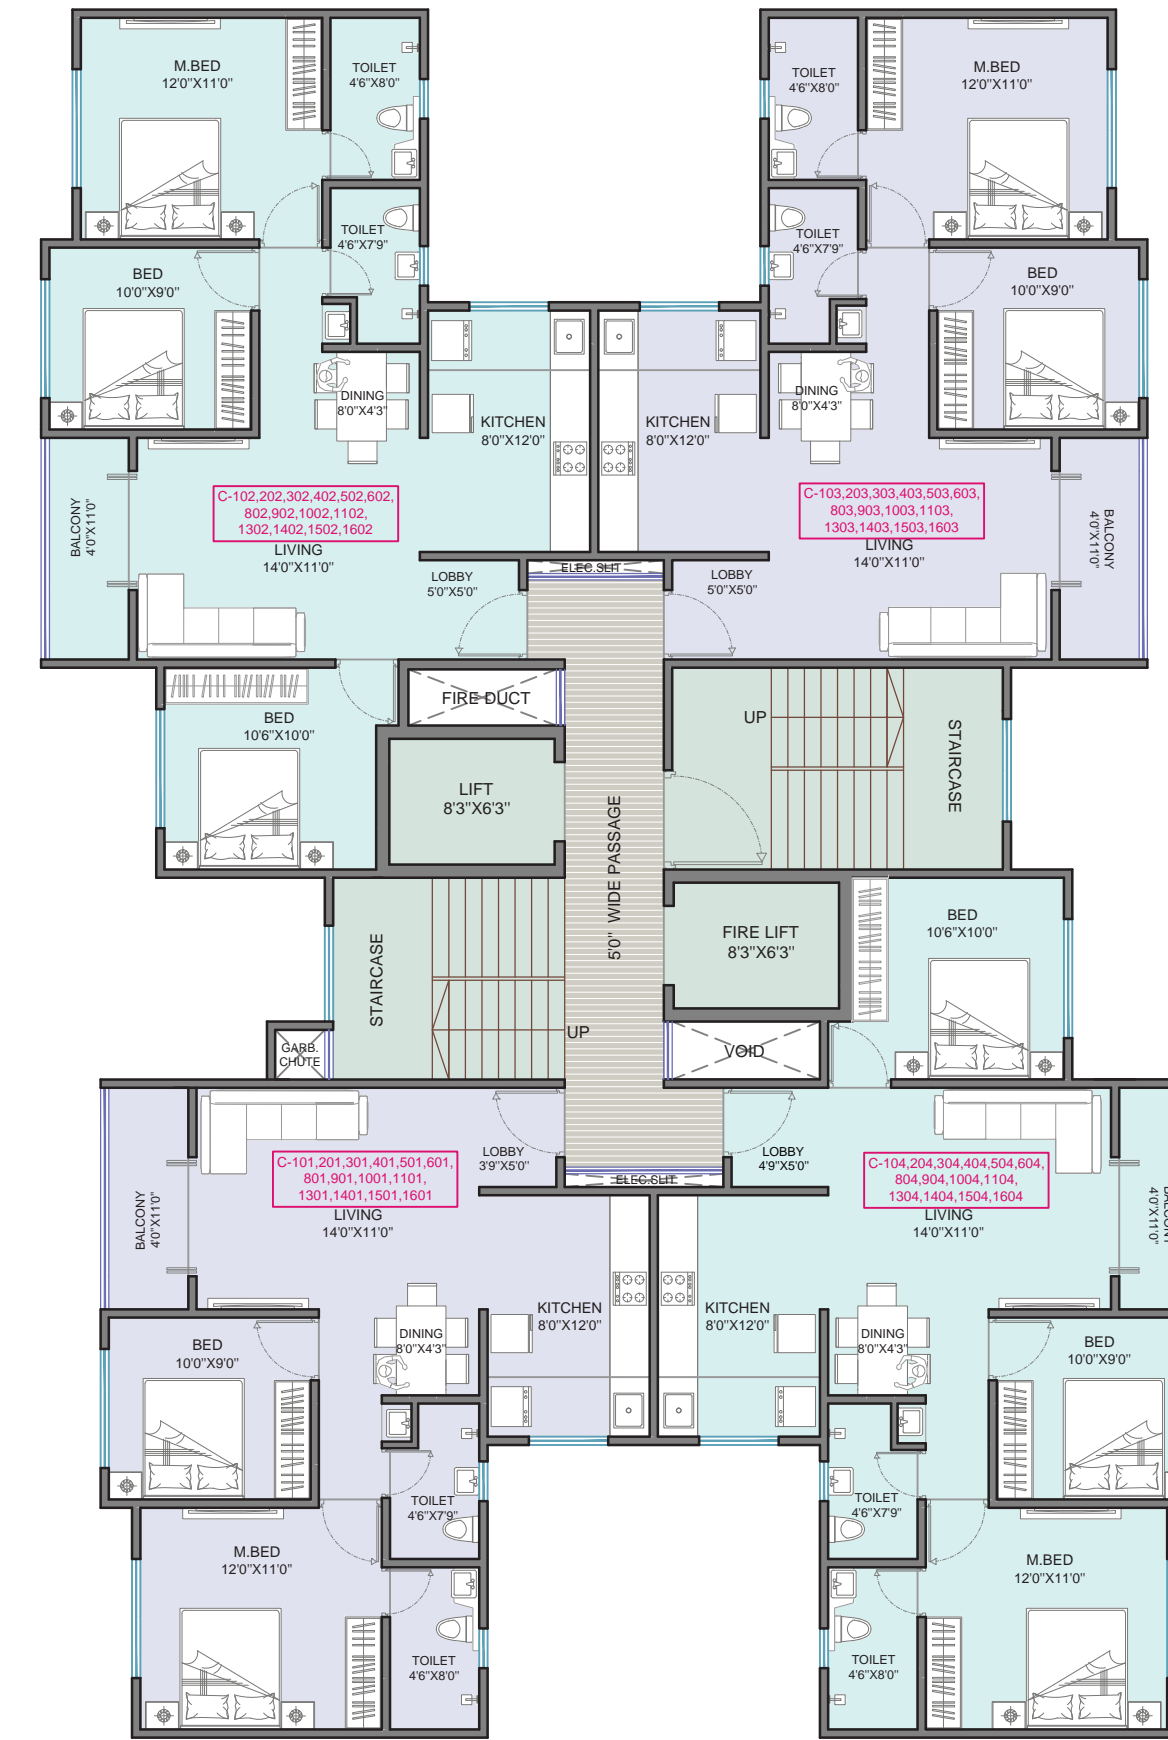 M.BED
12'0"X11'0"
TOILET
4'6"X8'0"
TOILET
4'6"X8'0"
M.BED
12'0"X11'0"
TOILET
4'6"X7'9"
TOILET
4'6"X7'9"
BED
10'0"X9'0"
BED
10'0"X9'0"
DINING
8'0"X4'3"
KITCHEN
8'0"X12'0"
KITCHEN
8'0"X12'0"
DINING
8'0"X4'3"
BALCONY
4'0"X11'0"
C-102,202,302,402,502,602,
802,902,1002,1102,
1302,1402,1502,1602
LIVING
14'0"X11'0"
C-103,203,303,403,503,603,
803,903,1003,1103,
1303,1403,1503,1603
LIVING
14'0"X11'0"
BALCONY
4'0"X11'0"
LOBBY
5'0"X5'0"
ELEC.SLIT
LOBBY
5'0"X5'0"
FIRE DUCT
BED
10'6"X10'0"
UP
STAIRCASE
LIFT
8'3"X6'3"
5'0" WIDE PASSAGE
STAIRCASE
FIRE LIFT
8'3"X6'3"
BED
10'6"X10'0"
UP
GARB.
CHUTE
VOID
LOBBY
3'9"X5'0"
LOBBY
4'9"X5'0"
ELEC.SLIT
BALCONY
4'0"X11'0"
C-101,201,301,401,501,601,
801,901,1001,1101,
1301,1401,1501,1601
LIVING
14'0"X11'0"
C-104,204,304,404,504,604,
804,904,1004,1104,
1304,1404,1504,1604
LIVING
14'0"X11'0"
BALCONY
4'0"X11'0"
KITCHEN
8'0"X12'0"
KITCHEN
8'0"X12'0"
BED
10'0"X9'0"
DINING
8'0"X4'3"
DINING
8'0"X4'3"
BED
10'0"X9'0"
TOILET
4'6"X7'9"
TOILET
4'6"X7'9"
M.BED
12'0"X11'0"
M.BED
12'0"X11'0"
TOILET
4'6"X8'0"
TOILET
4'6"X8'0"